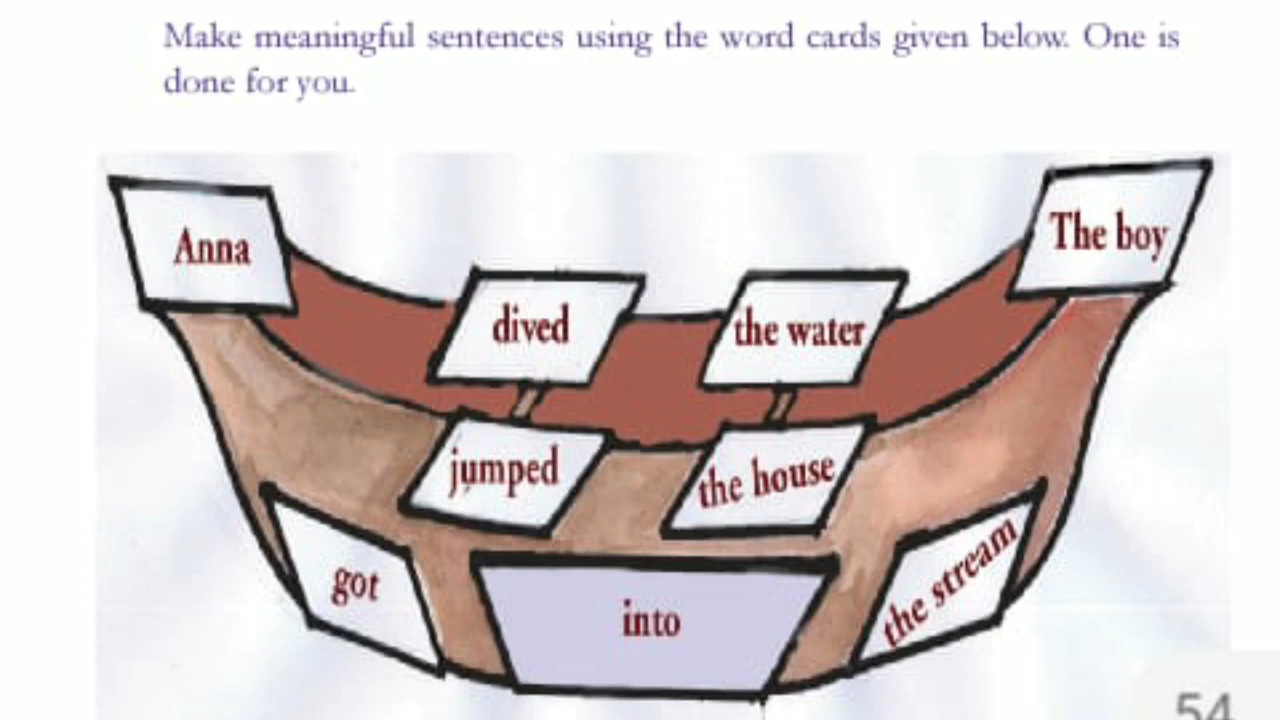 Make meaningful sentences using the word cards given below. One is
done for you.
Anna
The boy
dived
the water
jumped
the house
got
into
the stream
54